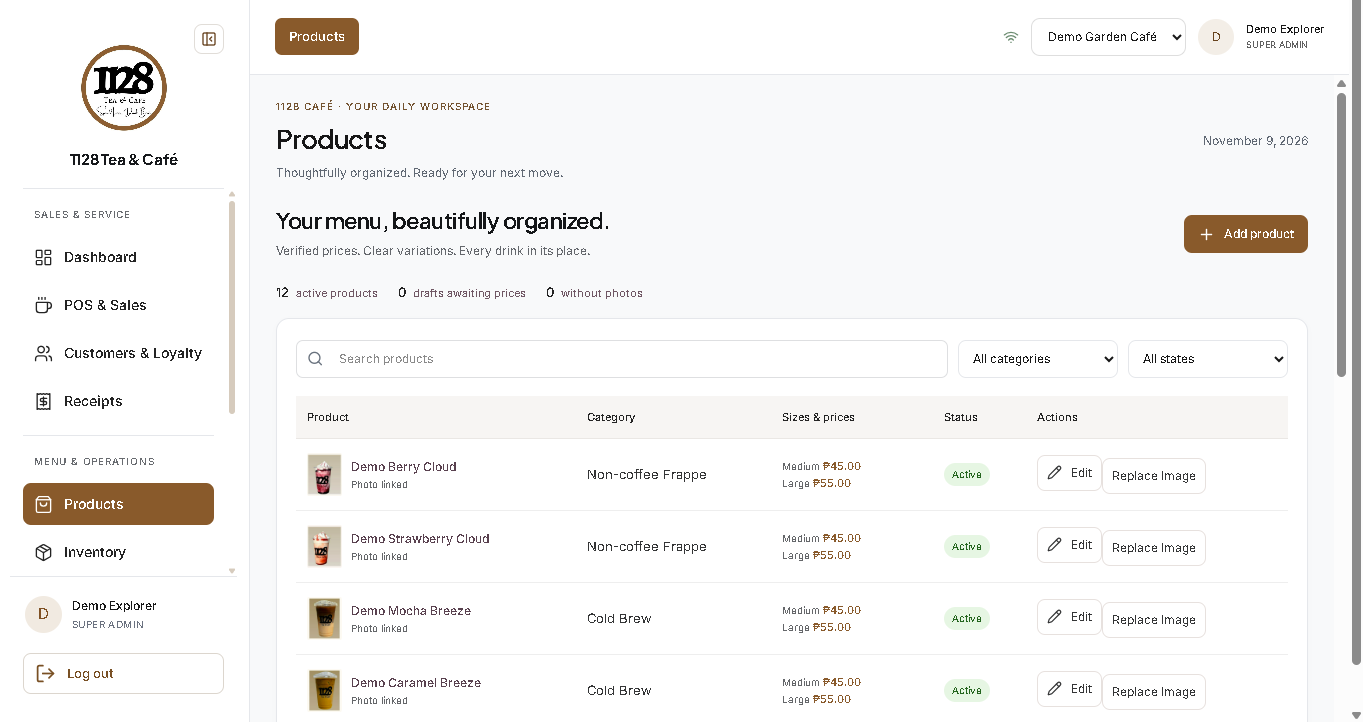 Products
Demo Garden Café
D
Demo Explorer
SUPER ADMIN
1128
TEA & CAFE
1128 Tea & Café
SALES & SERVICE
Dashboard
POS & Sales
Customers & Loyalty
Receipts
MENU & OPERATIONS
Products
Inventory
D
Demo Explorer
SUPER ADMIN
Log out
1128 CAFÉ · YOUR DAILY WORKSPACE
Products
November 9, 2026
Thoughtfully organized. Ready for your next move.
Your menu, beautifully organized.
Verified prices. Clear variations. Every drink in its place.
Add product
12 active products 0 drafts awaiting prices 0 without photos
Search products
All categories
All states
Product Category Sizes & prices Status Actions
Demo Berry Cloud
Photo linked
Non-coffee Frappe
Medium ₱45.00
Large ₱55.00
Active
Edit
Replace Image
Demo Strawberry Cloud
Photo linked
Non-coffee Frappe
Medium ₱45.00
Large ₱55.00
Active
Edit
Replace Image
Demo Mocha Breeze
Photo linked
Cold Brew
Medium ₱45.00
Large ₱55.00
Active
Edit
Replace Image
Demo Caramel Breeze
Photo linked
Cold Brew
Medium ₱45.00
Large ₱55.00
Active
Edit
Replace Image